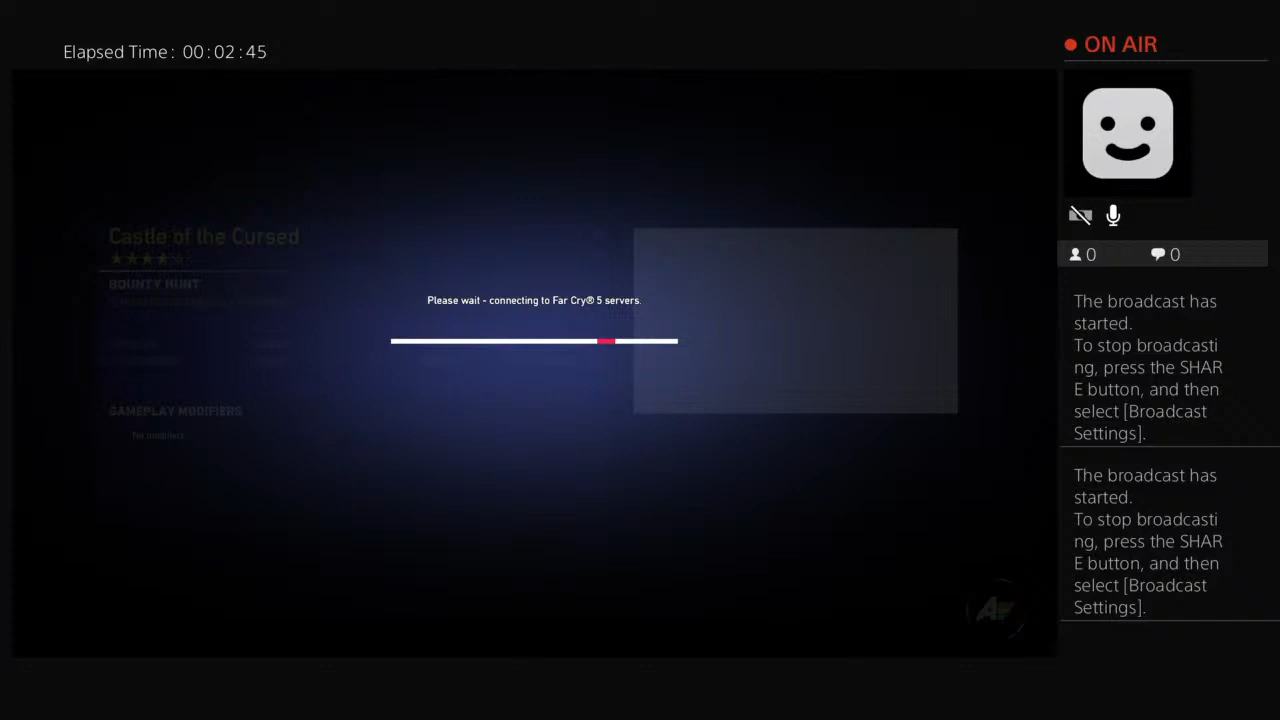 Elapsed Time: 00:02:45
ON AIR
Castle of the Cursed
BOUNTY HUNT
Please wait - connecting to Far Cry® 5 servers.
GAMEPLAY MODIFIERS
No modifiers
0
0
The broadcast has
started.
To stop broadcasti
ng, press the SHAR
E button, and then
select [Broadcast
Settings].
The broadcast has
started.
To stop broadcasti
ng, press the SHAR
E button, and then
select [Broadcast
Settings].